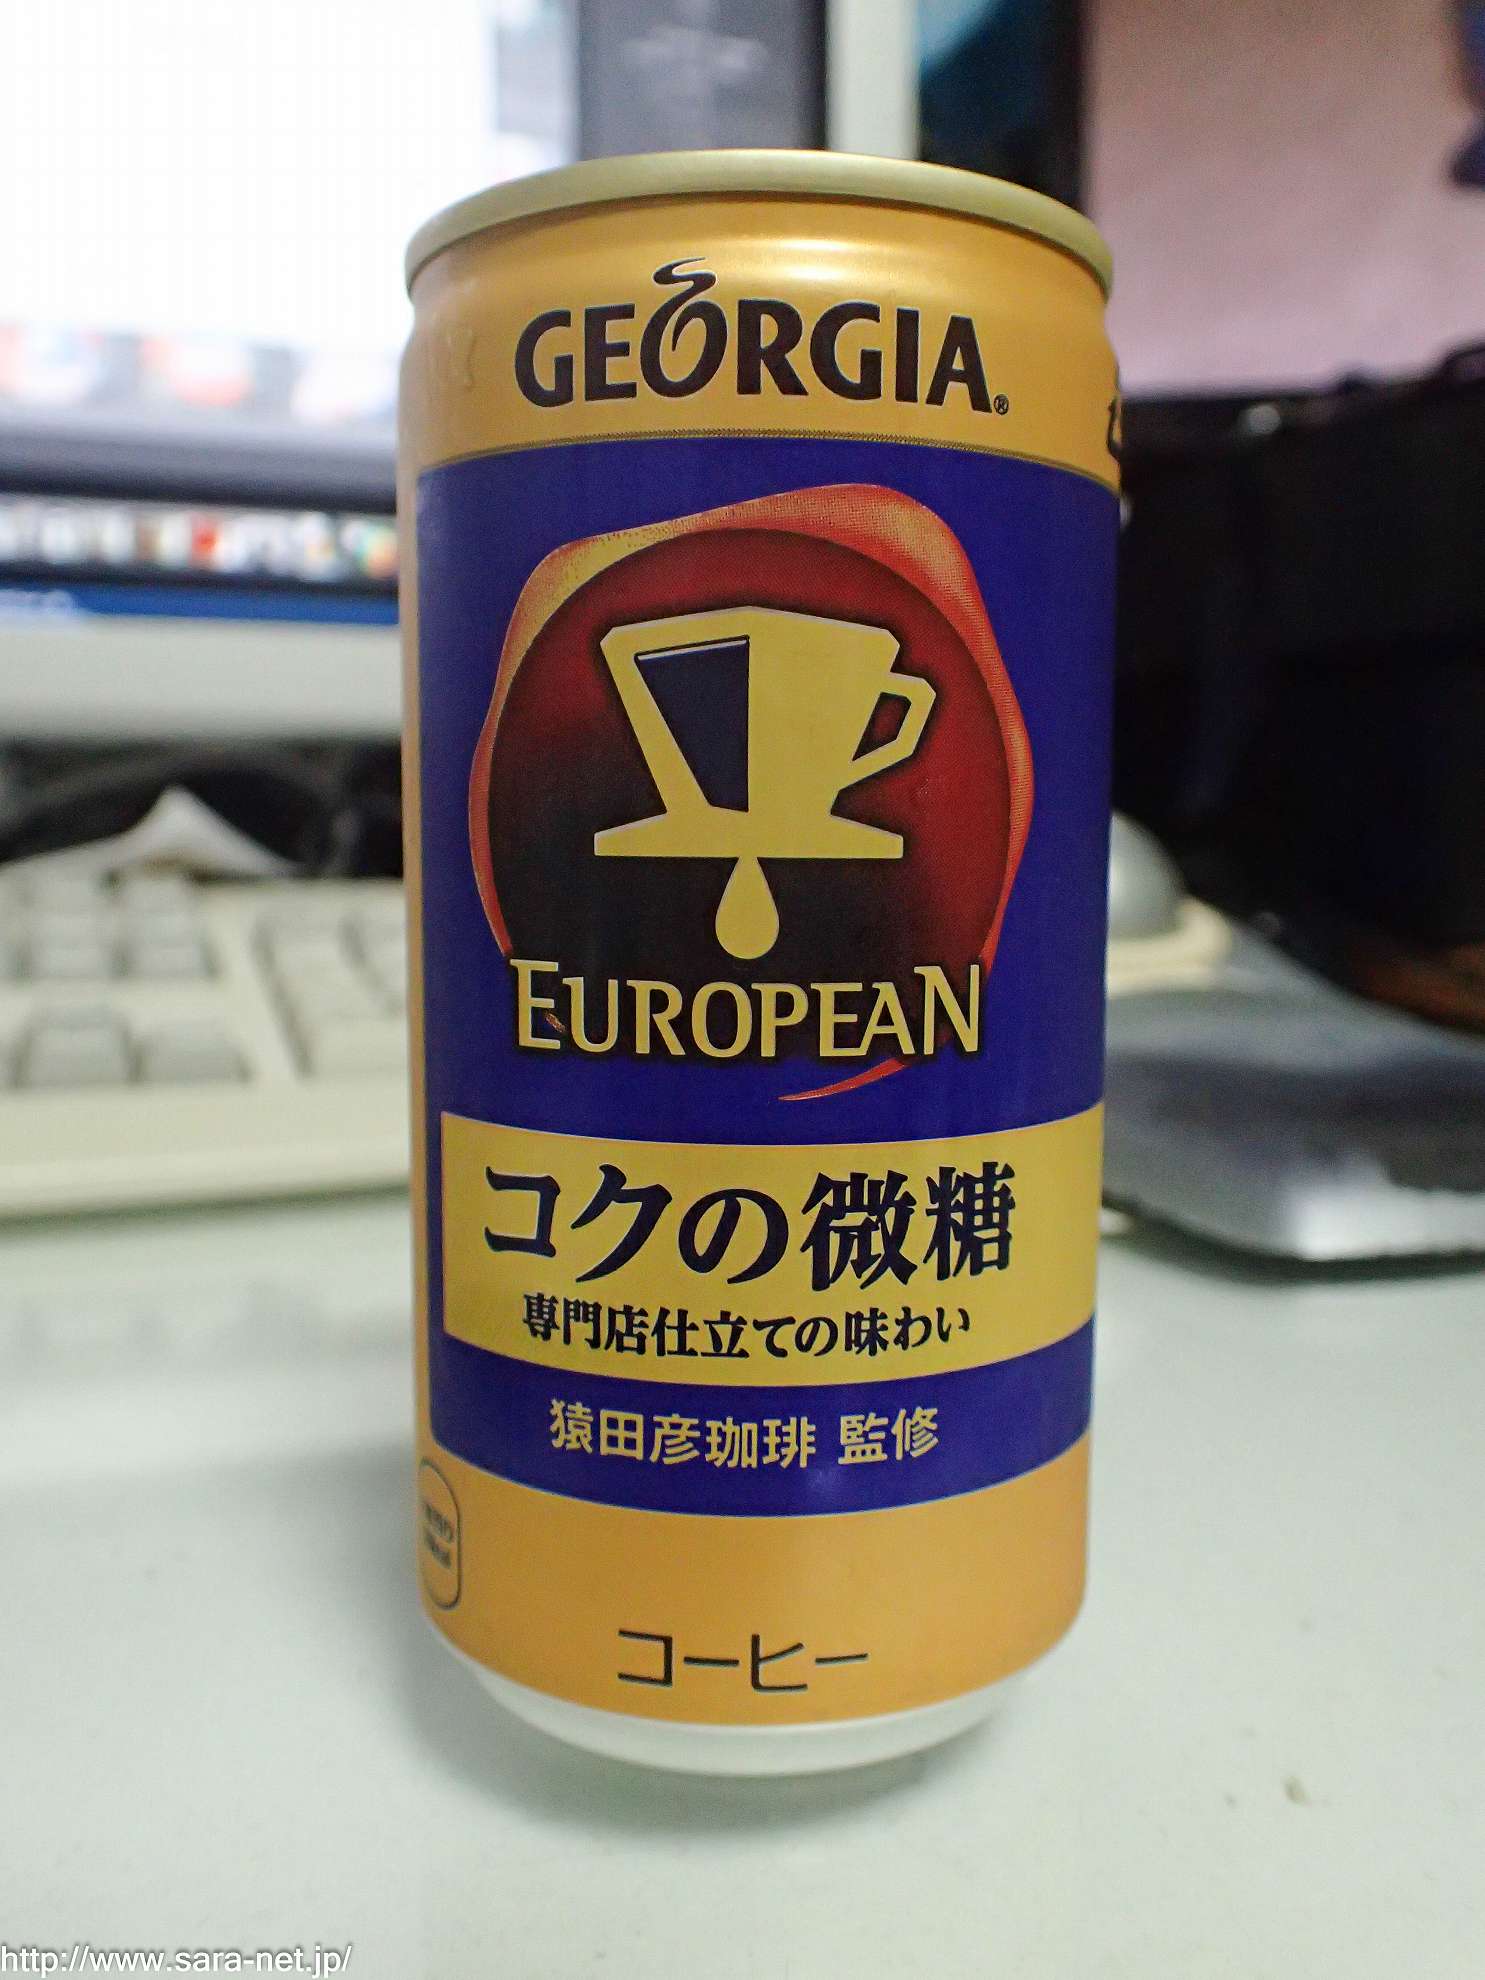 GEORGIA®
EUROPEAN
コクの微糖
専門店仕立ての味わい
猿田彦珈琲 監修
コーヒー
http://www.sara-net.jp/